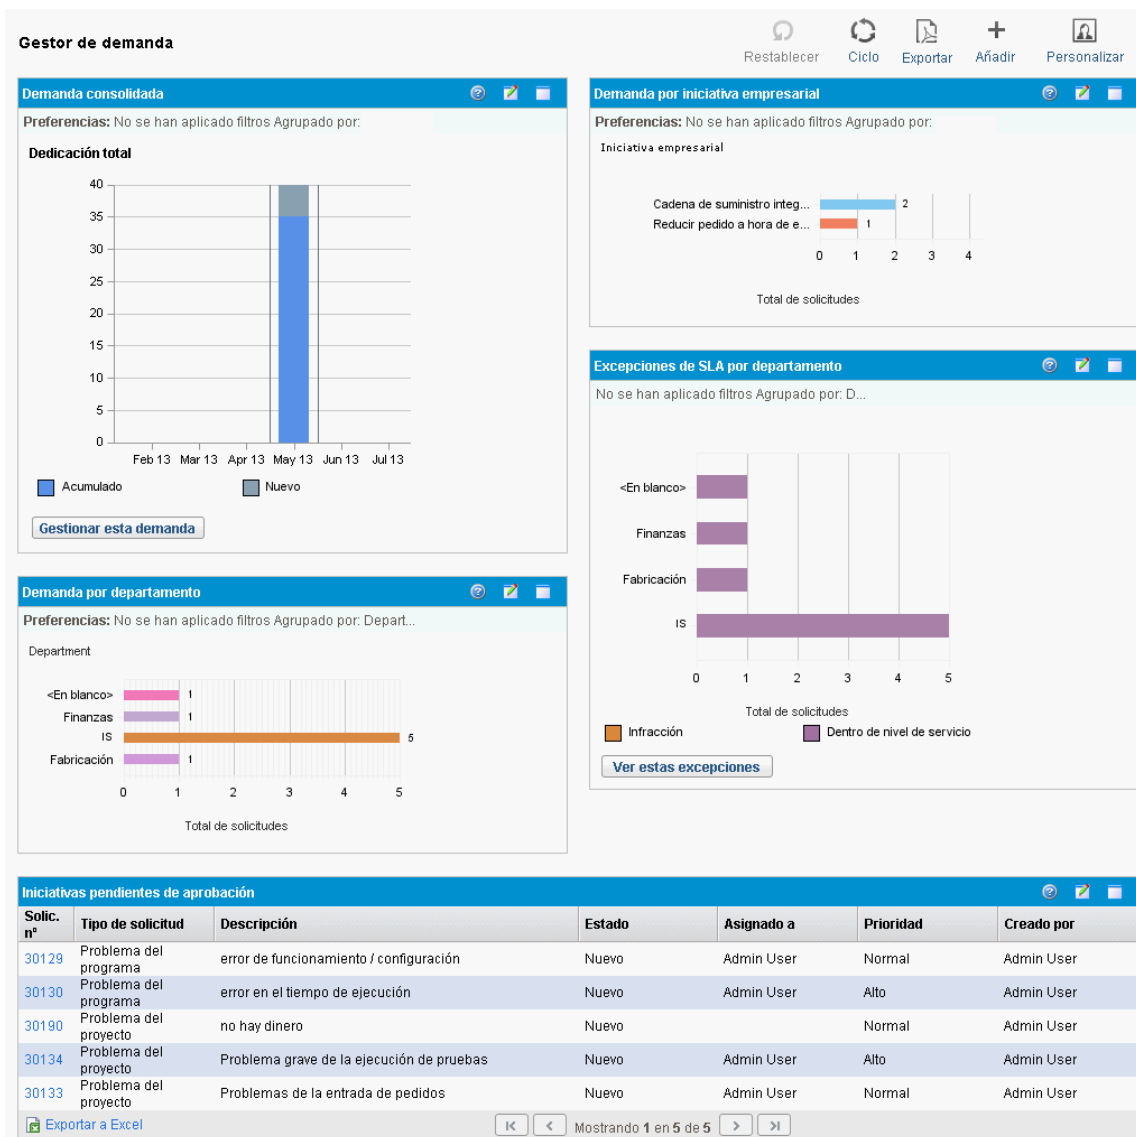 Gestor de demanda
Restablecer
Ciclo
Exportar
Añadir
Personalizar
Demanda consolidada
Preferencias: No se han aplicado filtros Agrupado por:
Dedicación total
40
35
30
25
20
15
10
5
0
Feb 13 Mar 13 Apr 13 May 13 Jun 13 Jul 13
Acumulado
Nuevo
Gestionar esta demanda
Demanda por iniciativa empresarial
Preferencias: No se han aplicado filtros Agrupado por:
Iniciativa empresarial
Cadena de suministro integ... 2
Reducir pedido a hora de e... 1
0 1 2 3 4
Total de solicitudes
Excepciones de SLA por departamento
No se han aplicado filtros Agrupado por: D...
<En blanco>
Finanzas
Fabricación
IS
0 1 2 3 4 5
Total de solicitudes
Infracción
Dentro de nivel de servicio
Ver estas excepciones
Demanda por departamento
Preferencias: No se han aplicado filtros Agrupado por: Depart...
Department
<En blanco> 1
Finanzas 1
IS 5
Fabricación 1
0 1 2 3 4 5
Total de solicitudes
Iniciativas pendientes de aprobación
Solic. nº Tipo de solicitud Descripción Estado Asignado a Prioridad Creado por
30129 Problema del programa error de funcionamiento / configuración Nuevo Admin User Normal Admin User
30130 Problema del programa error en el tiempo de ejecución Nuevo Admin User Alto Admin User
30190 Problema del proyecto no hay dinero Nuevo Normal Admin User
30134 Problema del proyecto Problema grave de la ejecución de pruebas Nuevo Admin User Alto Admin User
30133 Problema del proyecto Problemas de la entrada de pedidos Nuevo Admin User Normal Admin User
Exportar a Excel
Mostrando 1 en 5 de 5